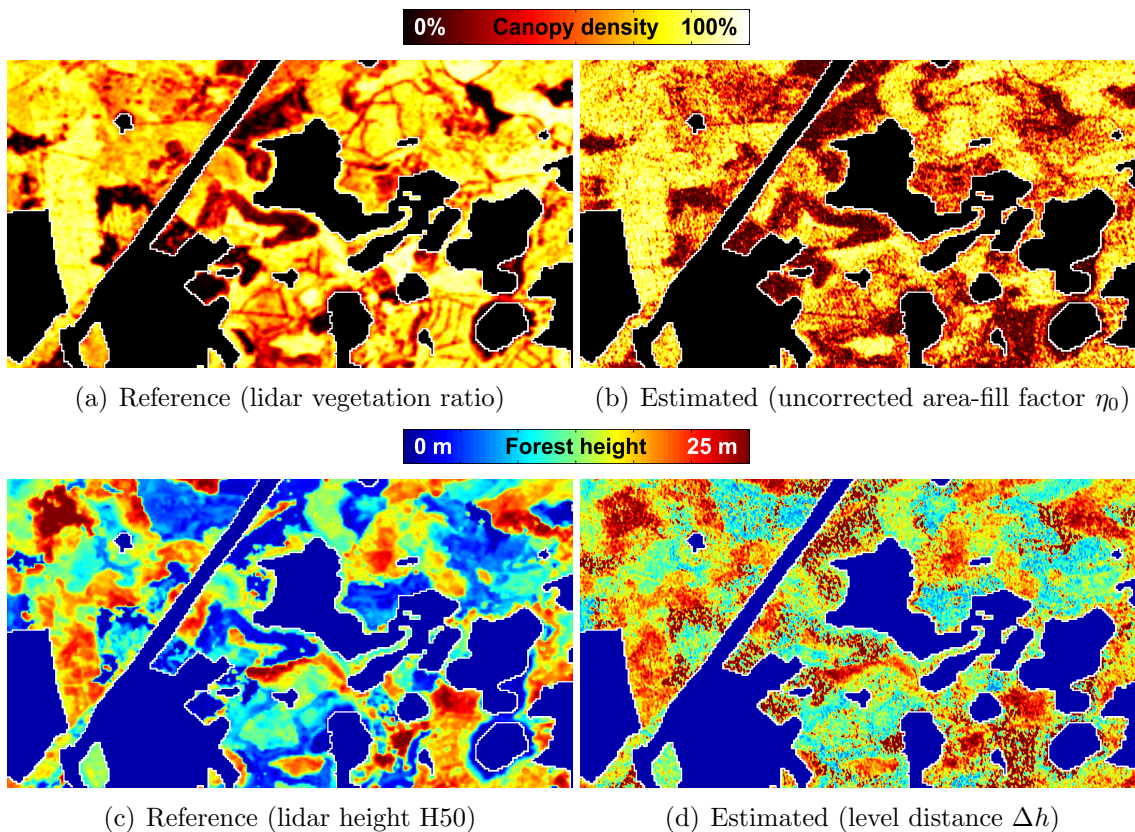 0% Canopy density 100%
(a) Reference (lidar vegetation ratio)
(b) Estimated (uncorrected area-fill factor η₀)
0 m Forest height 25 m
(c) Reference (lidar height H50)
(d) Estimated (level distance Δh)